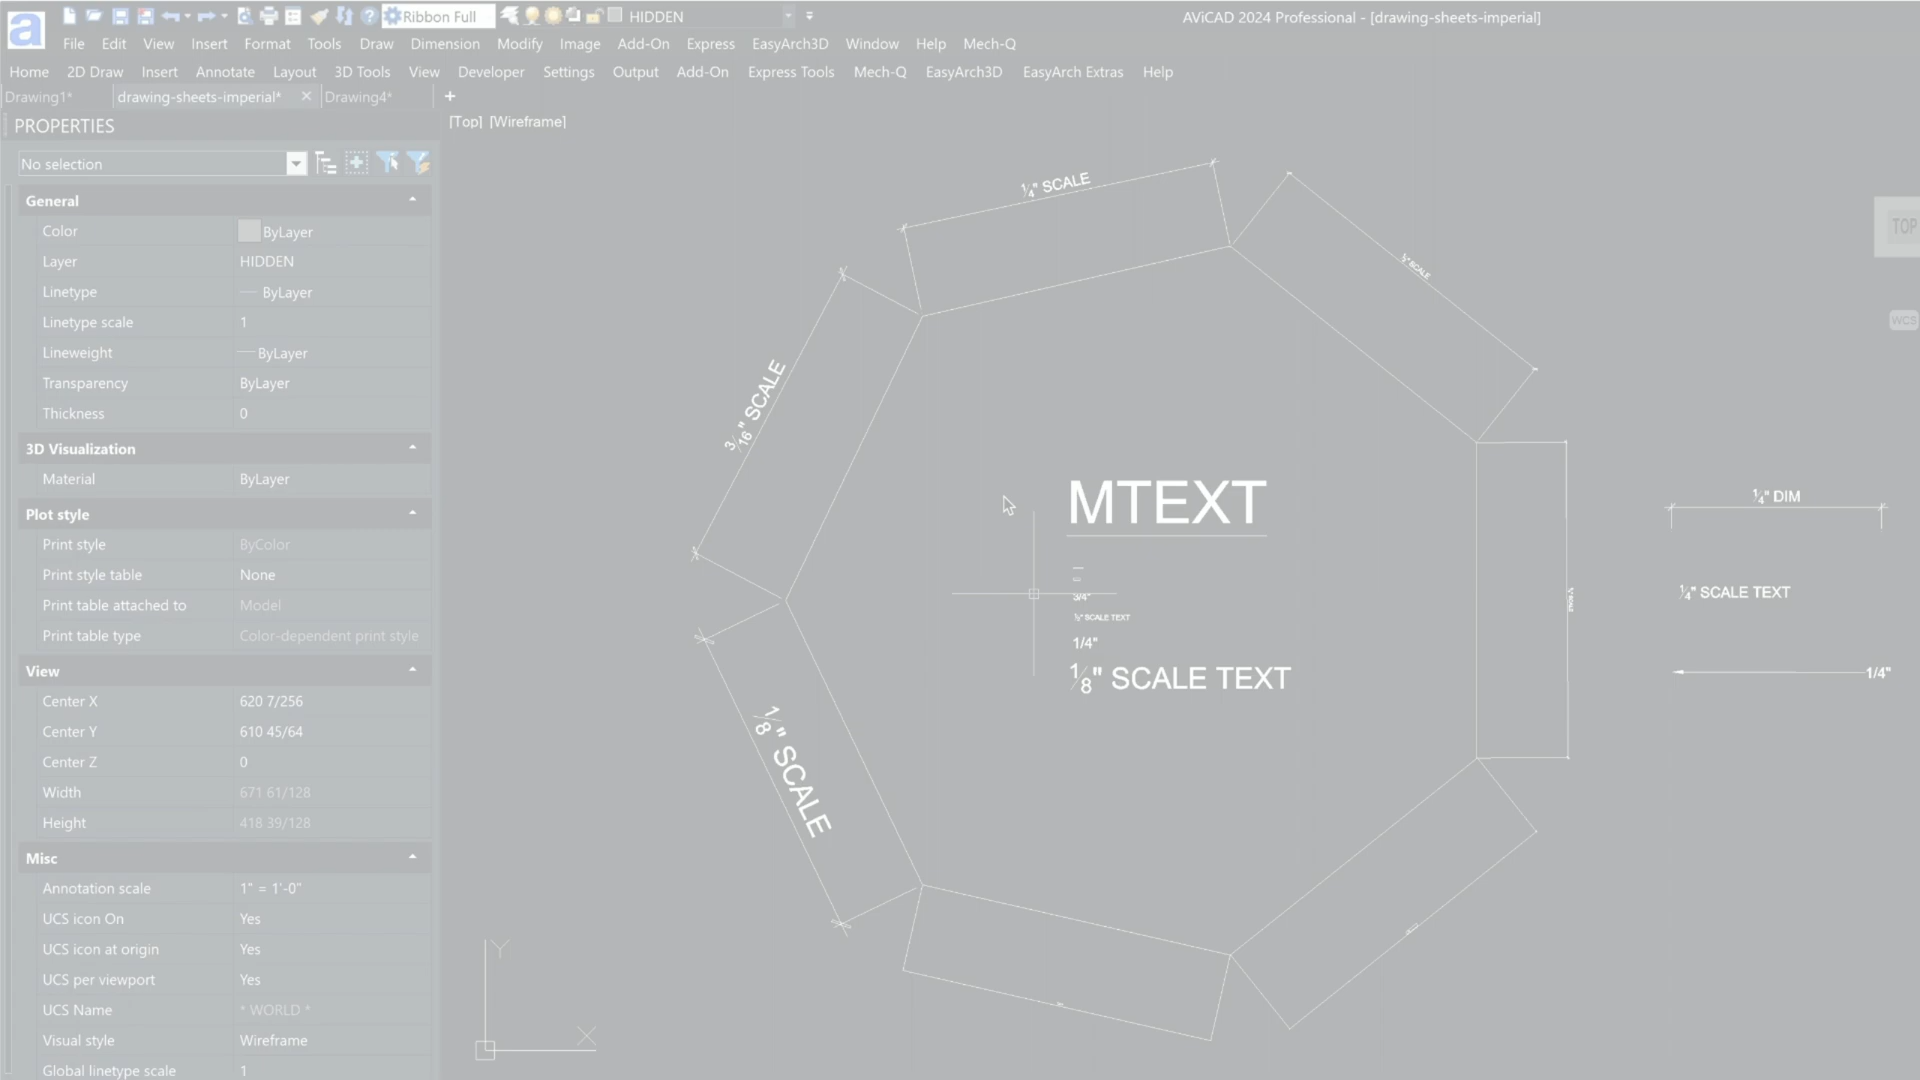 Ribbon Full
HIDDEN
AViCAD 2024 Professional - [drawing-sheets-imperial]
File Edit View Insert Format Tools Draw Dimension Modify Image Add-On Express EasyArch3D Window Help Mech-Q
Home 2D Draw Insert Annotate Layout 3D Tools View Developer Settings Output Add-On Express Tools Mech-Q EasyArch3D EasyArch Extras Help
Drawing1* drawing-sheets-imperial* Drawing4*
PROPERTIES
[Top] [Wireframe]
No selection
General
Color ByLayer
Layer HIDDEN
Linetype ByLayer
Linetype scale 1
Lineweight ByLayer
Transparency ByLayer
Thickness 0
3D Visualization
Material ByLayer
Plot style
Print style ByColor
Print style table None
Print table attached to Model
Print table type Color-dependent print style
View
Center X 620 7/256
Center Y 610 45/64
Center Z 0
Width 671 61/128
Height 418 39/128
Misc
Annotation scale 1" = 1'-0"
UCS icon On Yes
UCS icon at origin Yes
UCS per viewport Yes
UCS Name * WORLD *
Visual style Wireframe
Global linetype scale 1
1/4" SCALE
3/16" SCALE
1/8" SCALE
MTEXT
3/4"
1/2" SCALE TEXT
1/4"
1/8" SCALE TEXT
1/4" DIM
1/4" SCALE TEXT
1/4"
TOP
WCS
Y
X